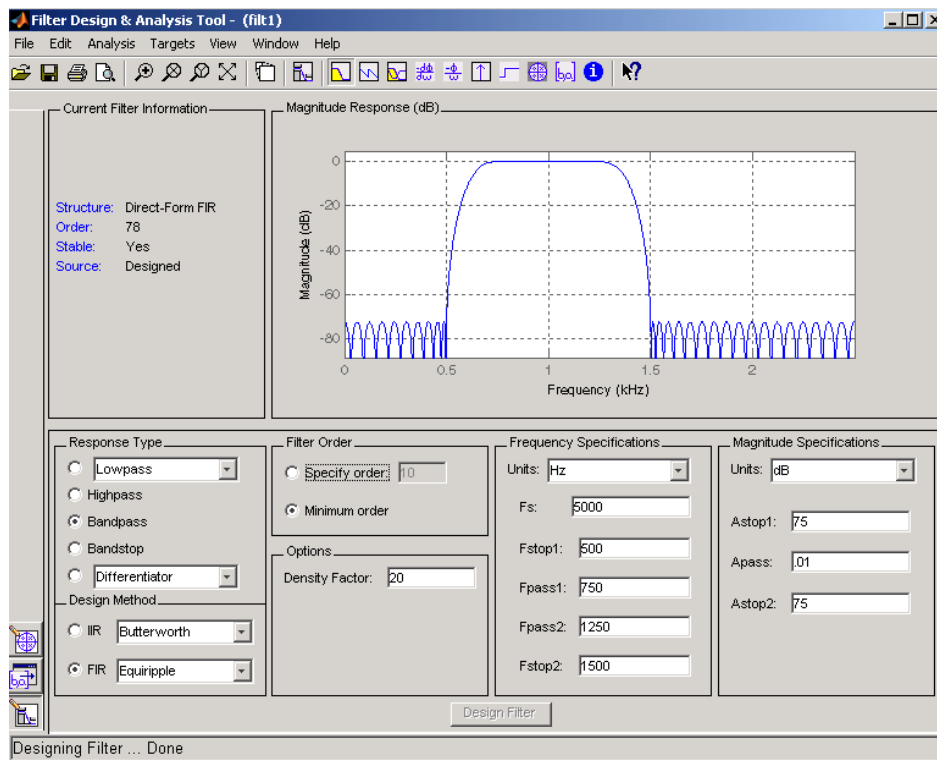 Filter Design & Analysis Tool - (filt1)
File Edit Analysis Targets View Window Help
Current Filter Information
Structure: Direct-Form FIR
Order: 78
Stable: Yes
Source: Designed
Magnitude Response (dB)
0
-20
-40
-60
-80
Magnitude (dB)
0 0.5 1 1.5 2
Frequency (kHz)
Response Type
Lowpass
Highpass
Bandpass
Bandstop
Differentiator
Design Method
IIR Butterworth
FIR Equiripple
Filter Order
Specify order: 10
Minimum order
Options
Density Factor: 20
Frequency Specifications
Units: Hz
Fs: 5000
Fstop1: 500
Fpass1: 750
Fpass2: 1250
Fstop2: 1500
Magnitude Specifications
Units: dB
Astop1: 75
Apass: .01
Astop2: 75
Design Filter
Designing Filter ... Done